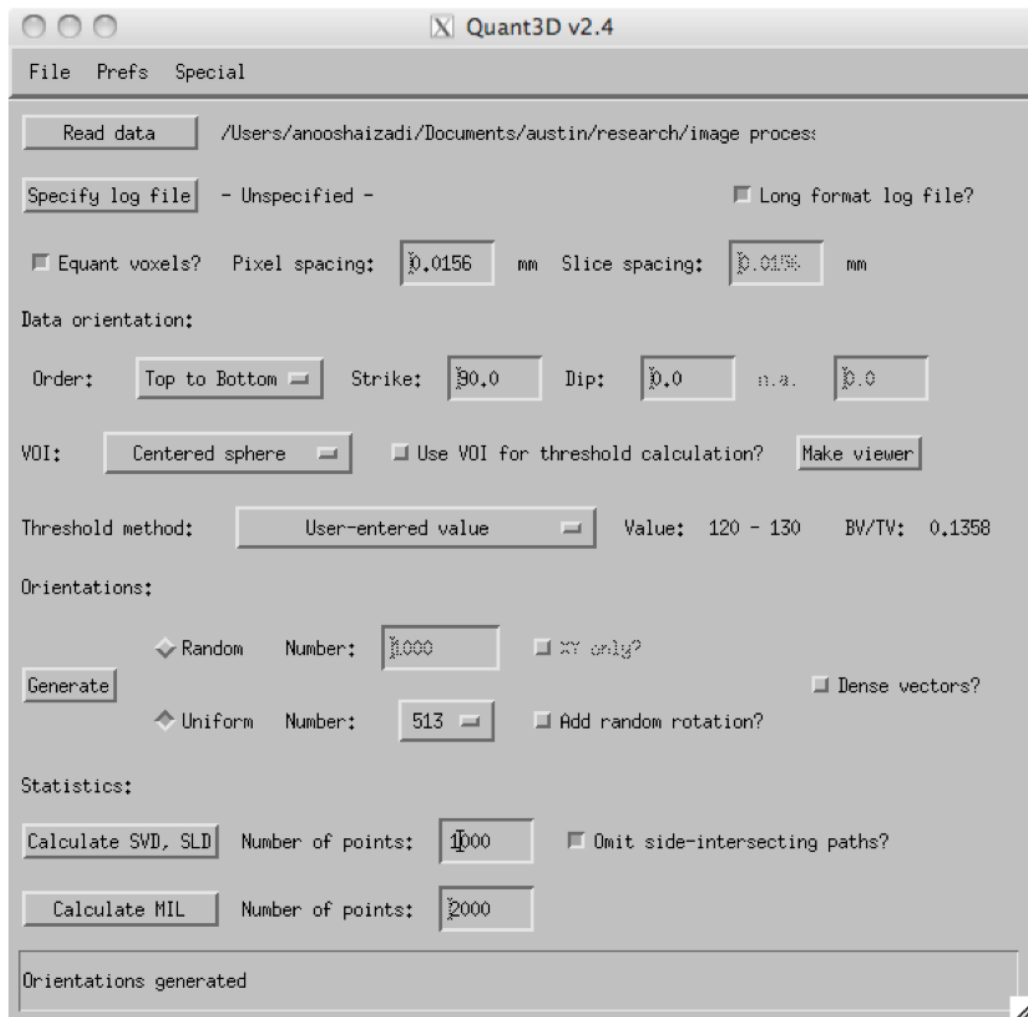 X Quant3D v2.4
File Prefs Special
Read data /Users/anooshaizadi/Documents/austin/research/image process
Specify log file - Unspecified - Long format log file?
Equant voxels? Pixel spacing: 0.0156 mm Slice spacing: 0.0156 mm
Data orientation:
Order: Top to Bottom Strike: 90.0 Dip: 0.0 n.a. 0.0
VOI: Centered sphere Use VOI for threshold calculation? Make viewer
Threshold method: User-entered value Value: 120 - 130 BV/TV: 0.1358
Orientations:
Random Number: 1000 XY only?
Generate Dense vectors?
Uniform Number: 513 Add random rotation?
Statistics:
Calculate SVD, SLD Number of points: 1000 Omit side-intersecting paths?
Calculate MIL Number of points: 2000
Orientations generated